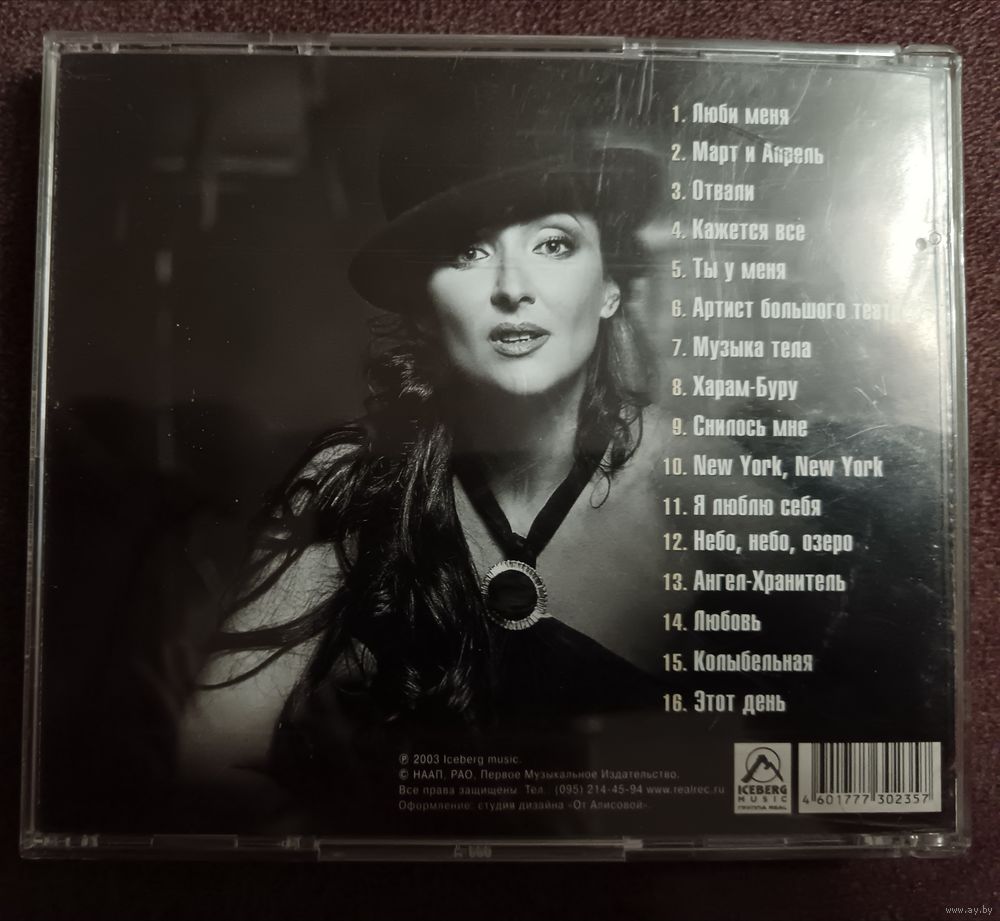 1. Люби меня
2. Март и Апрель
3. Отвали
4. Кажется всё
5. Ты у меня
6. Артист большого театра
7. Музыка тела
8. Харам-Буру
9. Снилось мне
10. New York, New York
11. Я люблю себя
12. Небо, небо, озеро
13. Ангел-Хранитель
14. Любовь
15. Колыбельная
16. Этот день
℗ 2003 Iceberg music.
© НААП, РАО, Первое Музыкальное Издательство.
Все права защищены. Тел.: (095) 214-45-94 www.realrec.ru
Оформление: студия дизайна «От Алисовой».
ICEBERG
MUSIC
ГРУППА REAL
4 601777 302357
www.ay.by